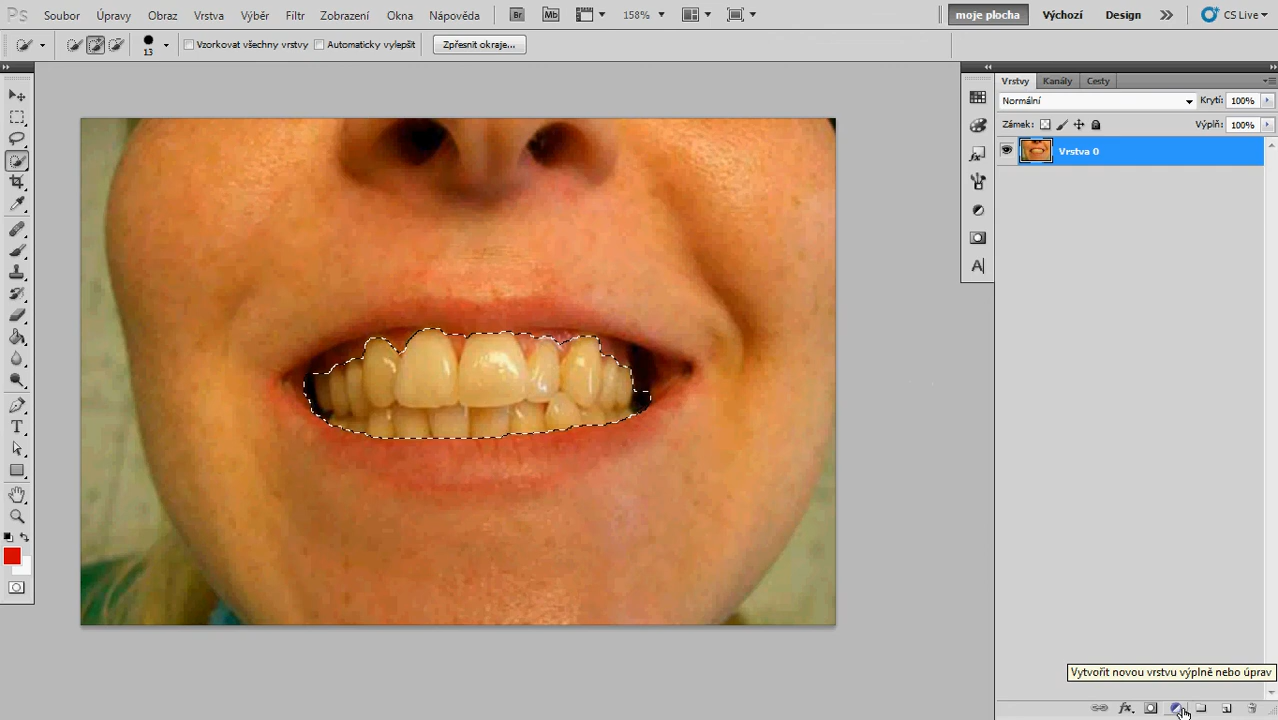 Ps Soubor Úpravy Obraz Vrstva Výběr Filtr Zobrazení Okna Nápověda Br Mb 158% moje plocha Výchozí Design CS Live
13 Vzorkovat všechny vrstvy Automaticky vylepšit Zpřesnit okraje...
Vrstvy Kanály Cesty
Normální Krytí: 100%
Zámek: Výplň: 100%
Vrstva 0
Vytvořit novou vrstvu výplně nebo úprav